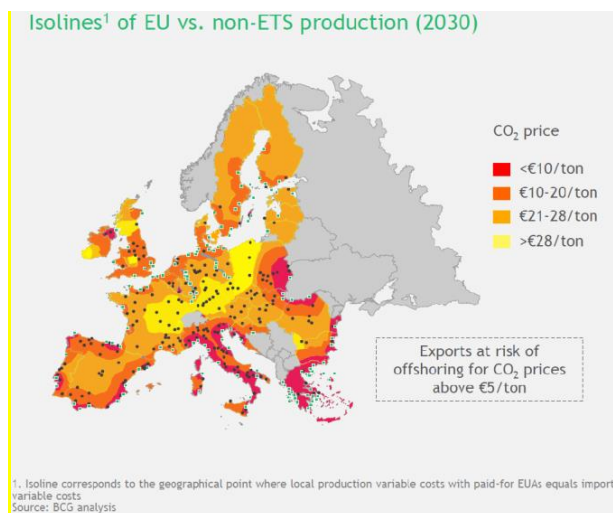 Isolines¹ of EU vs. non-ETS production (2030)
CO₂ price
<€10/ton
€10-20/ton
€21-28/ton
>€28/ton
Exports at risk of
offshoring for CO₂ prices
above €5/ton
1. Isoline corresponds to the geographical point where local production variable costs with paid-for EUAs equals import
variable costs
Source: BCG analysis